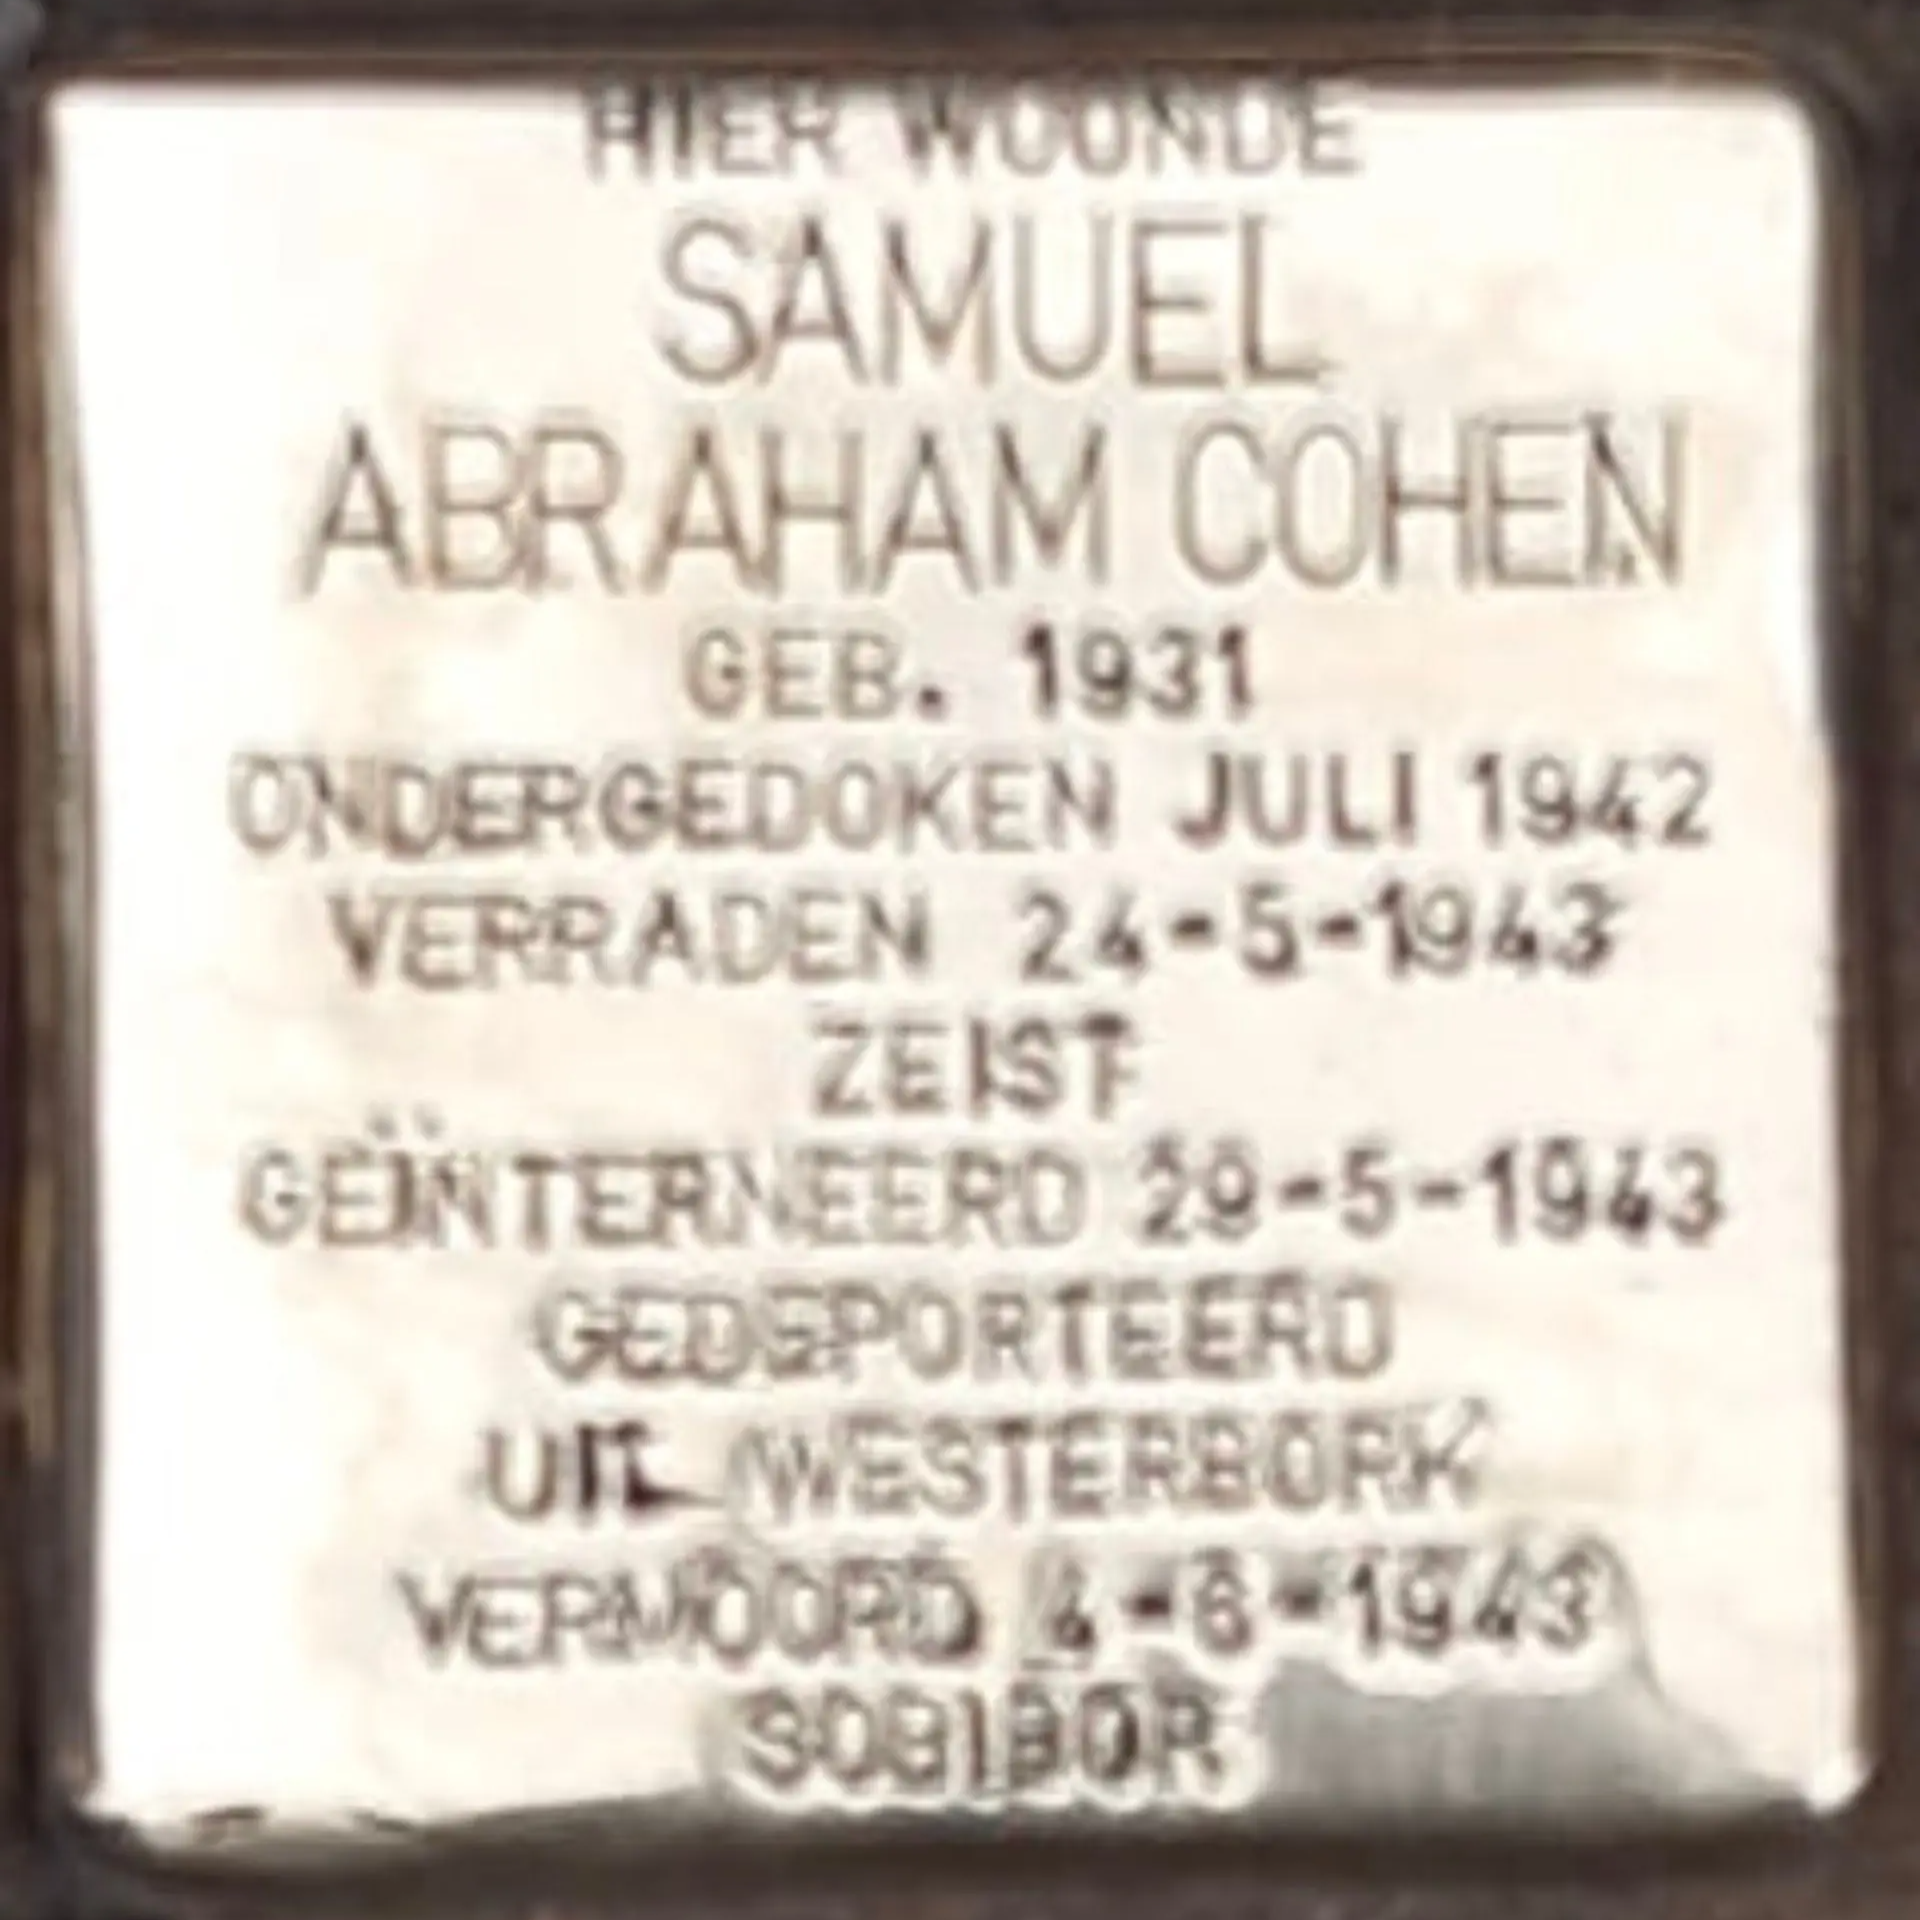 HIER WOONDE
SAMUEL
ABRAHAM COHEN
GEB. 1931
ONDERGEDOKEN JULI 1942
VERRADEN 24-5-1943
ZEIST
GEÏNTERNEERD 29-5-1943
GEDEPORTEERD
UIT WESTERBORK
VERMOORD 4-6-1943
SOBIBOR